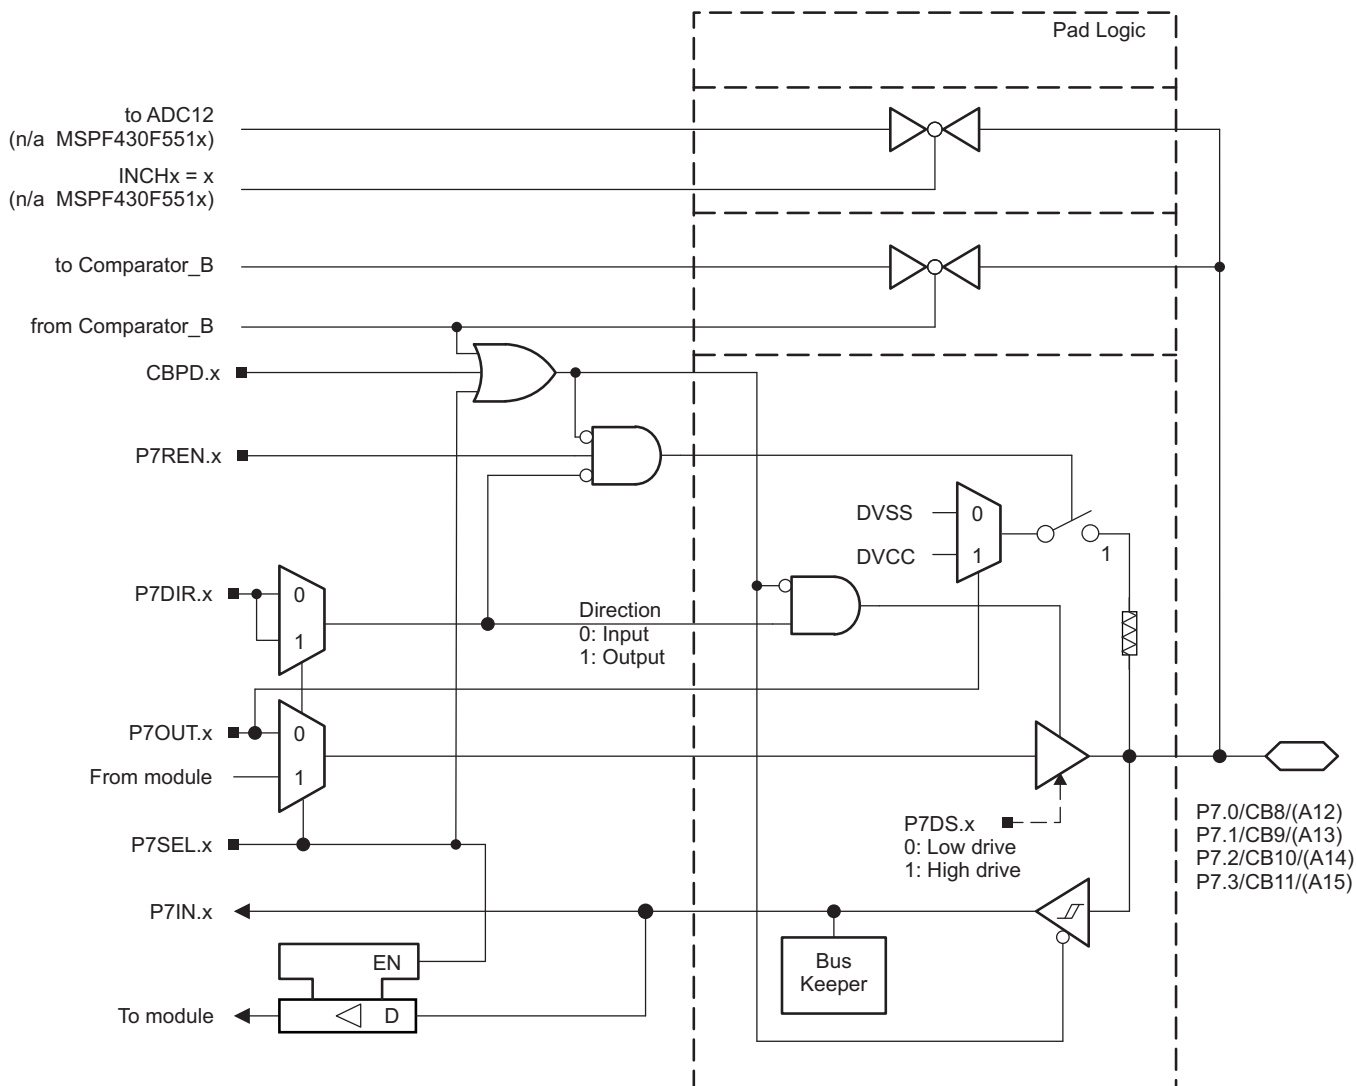 Pad Logic
to ADC12
(n/a MSPF430F551x)
INCHx = x
(n/a MSPF430F551x)
to Comparator_B
from Comparator_B
CBPD.x
P7REN.x
DVSS
0
DVCC
1
1
P7DIR.x
0
1
Direction
0: Input
1: Output
P7OUT.x
0
From module
1
P7SEL.x
P7DS.x
0: Low drive
1: High drive
P7.0/CB8/(A12)
P7.1/CB9/(A13)
P7.2/CB10/(A14)
P7.3/CB11/(A15)
P7IN.x
EN
Bus
Keeper
To module
D